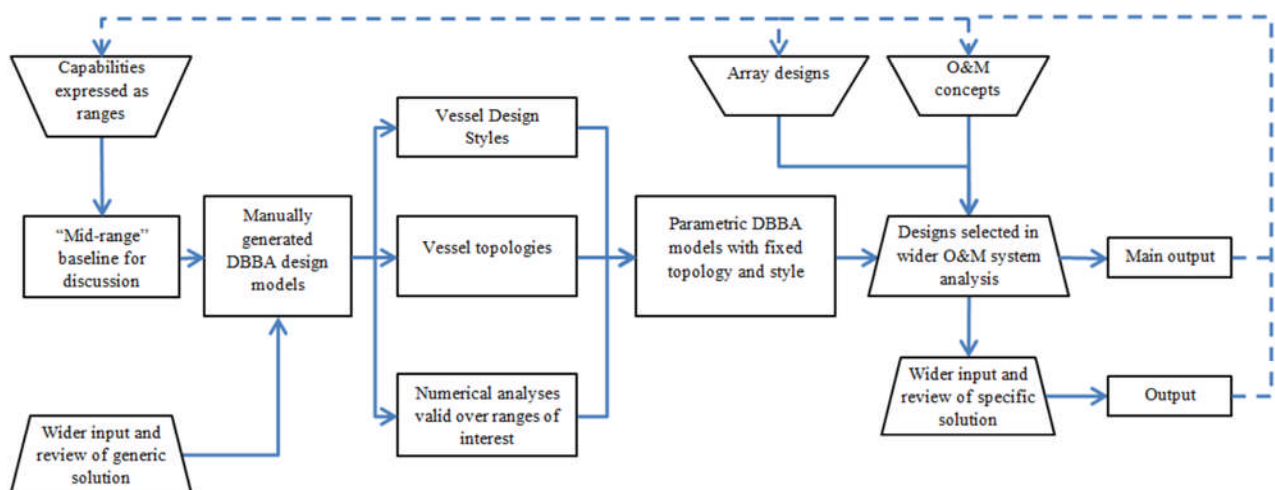 Capabilities
expressed as
ranges
Array designs
O&M
concepts
Vessel Design
Styles
"Mid-range"
baseline for
discussion
Manually
generated
DBBA design
models
Vessel topologies
Parametric DBBA
models with fixed
topology and style
Designs selected in
wider O&M system
analysis
Main output
Numerical analyses
valid over ranges of
interest
Wider input and
review of specific
solution
Output
Wider input and
review of generic
solution